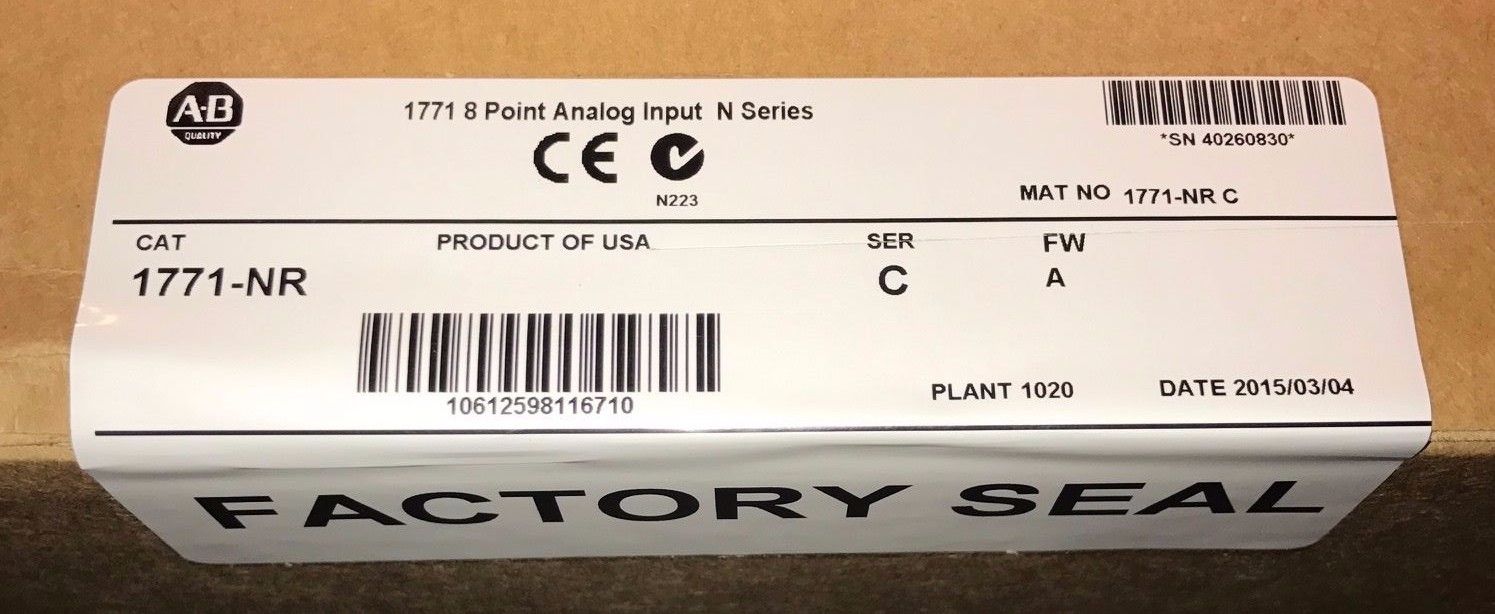 A-B
QUALITY
1771 8 Point Analog Input N Series
CE
N223
*SN 40260830*
MAT NO 1771-NR C
CAT PRODUCT OF USA SER FW
1771-NR C A
10612598116710
PLANT 1020 DATE 2015/03/04
FACTORY SEAL